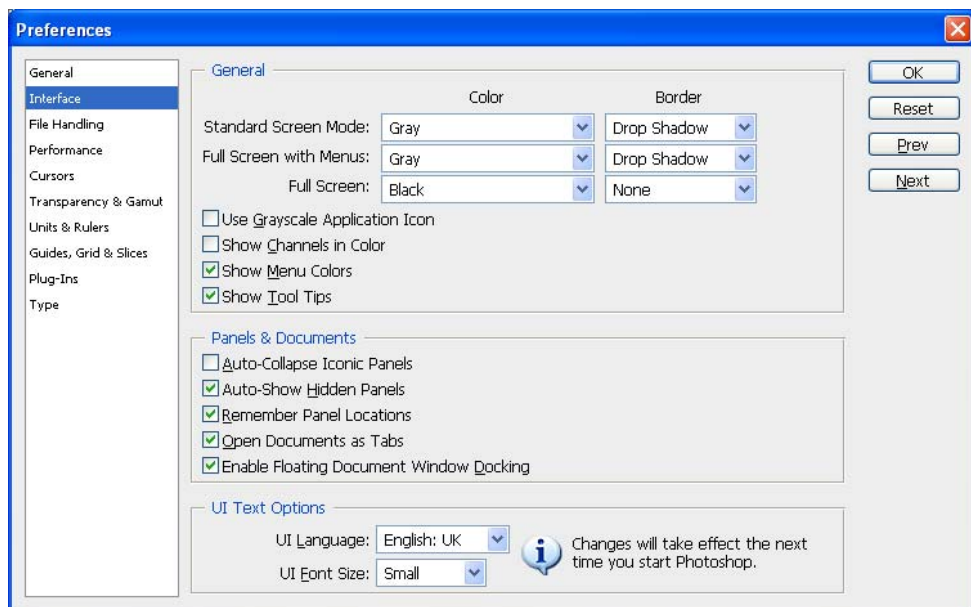 Preferences
General
Interface
File Handling
Performance
Cursors
Transparency & Gamut
Units & Rulers
Guides, Grid & Slices
Plug-Ins
Type
General
Color Border
Standard Screen Mode: Gray Drop Shadow
Full Screen with Menus: Gray Drop Shadow
Full Screen: Black None
Use Grayscale Application Icon
Show Channels in Color
Show Menu Colors
Show Tool Tips
Panels & Documents
Auto-Collapse Iconic Panels
Auto-Show Hidden Panels
Remember Panel Locations
Open Documents as Tabs
Enable Floating Document Window Docking
UI Text Options
UI Language: English: UK
UI Font Size: Small
Changes will take effect the next
time you start Photoshop.
OK
Reset
Prev
Next